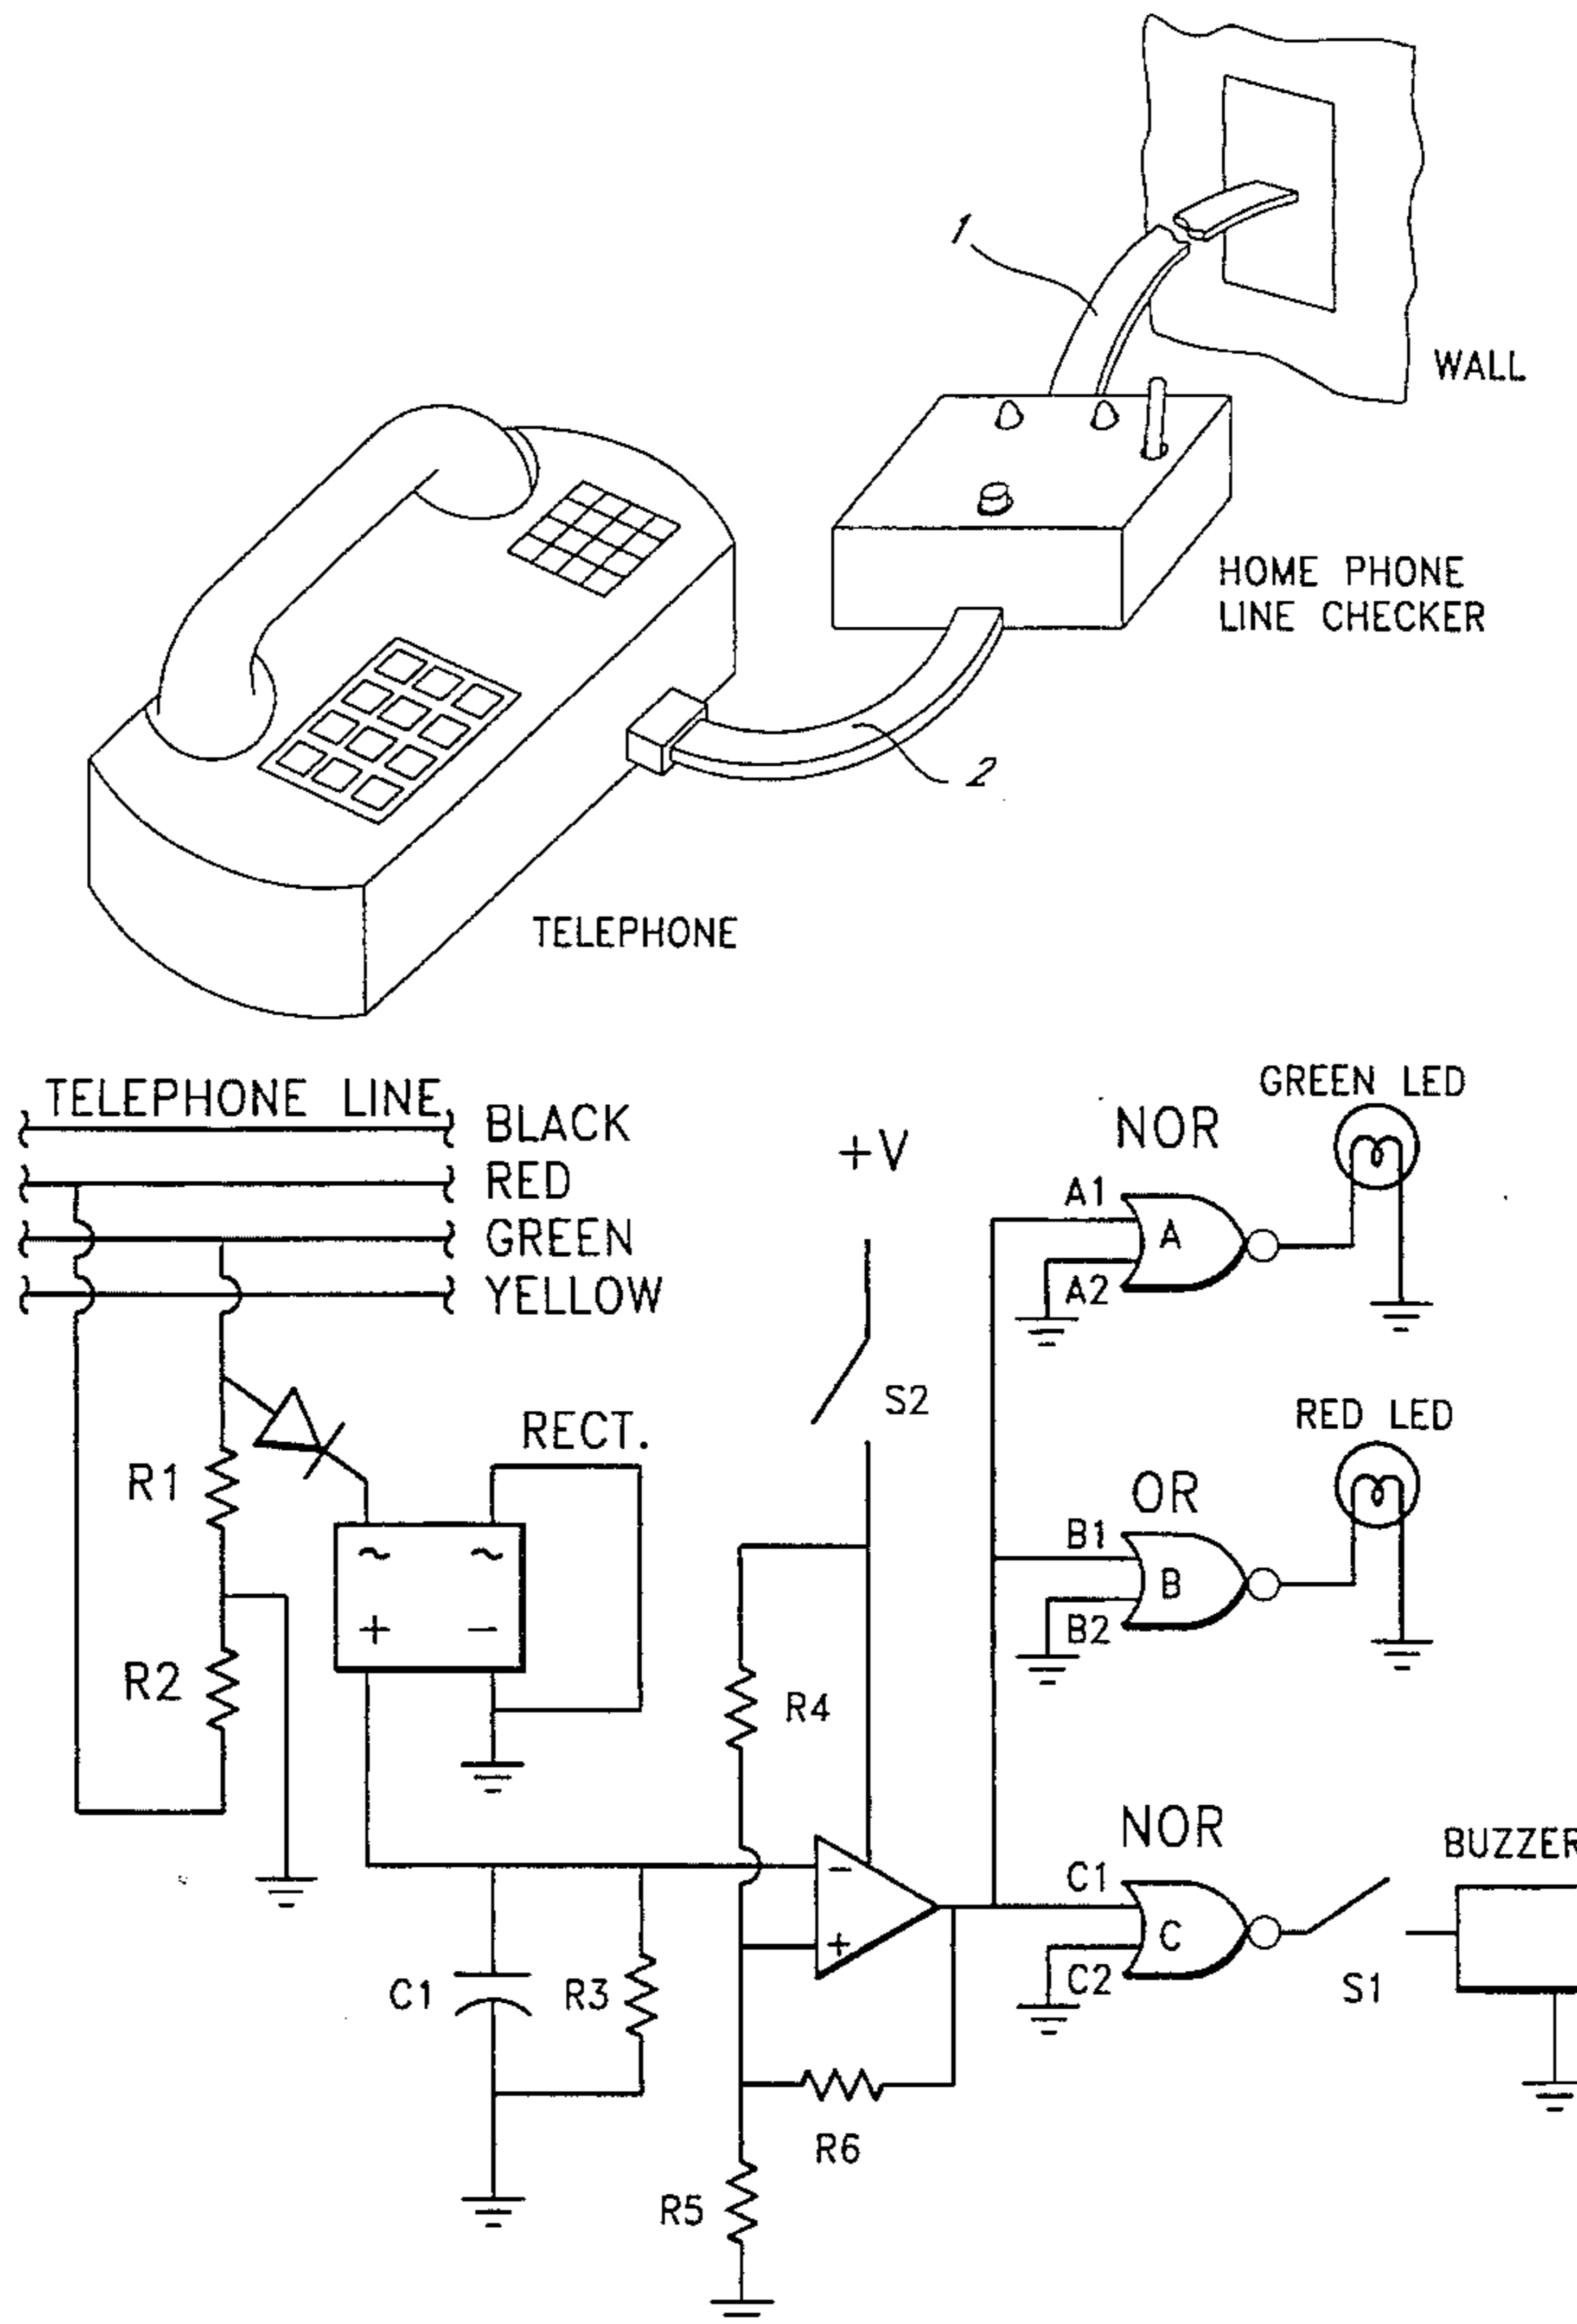 1
WALL
HOME PHONE
LINE CHECKER
2
TELEPHONE
TELEPHONE LINE
BLACK
RED
GREEN
YELLOW
+V
GREEN LED
NOR
A1
A
A2
S2
RED LED
RECT.
R1
OR
B1
B
B2
~ ~
+ −
R2
R4
NOR
BUZZER
C1
−
C
+
C2
S1
C1
R3
R6
R5